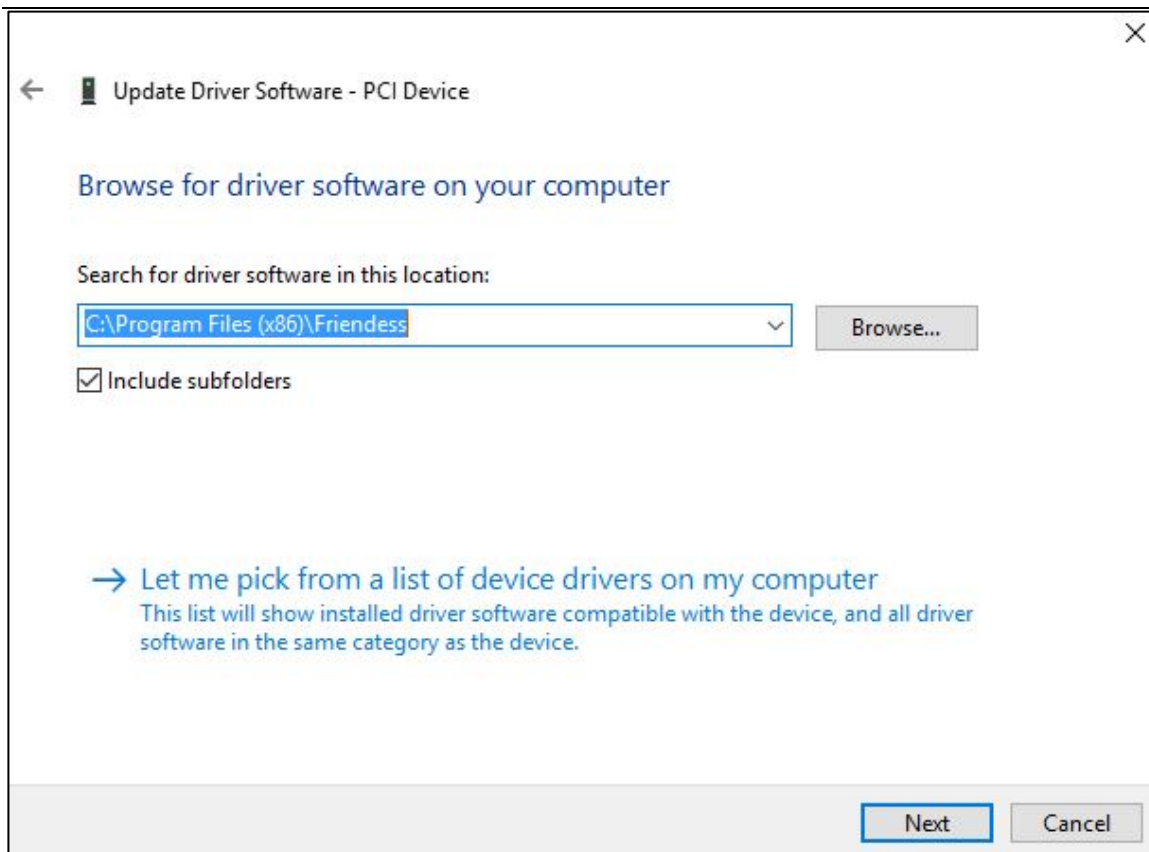 Update Driver Software - PCI Device
Browse for driver software on your computer
Search for driver software in this location:
C:\Program Files (x86)\Friendess
Browse...
Include subfolders
Let me pick from a list of device drivers on my computer
This list will show installed driver software compatible with the device, and all driver
software in the same category as the device.
Next
Cancel